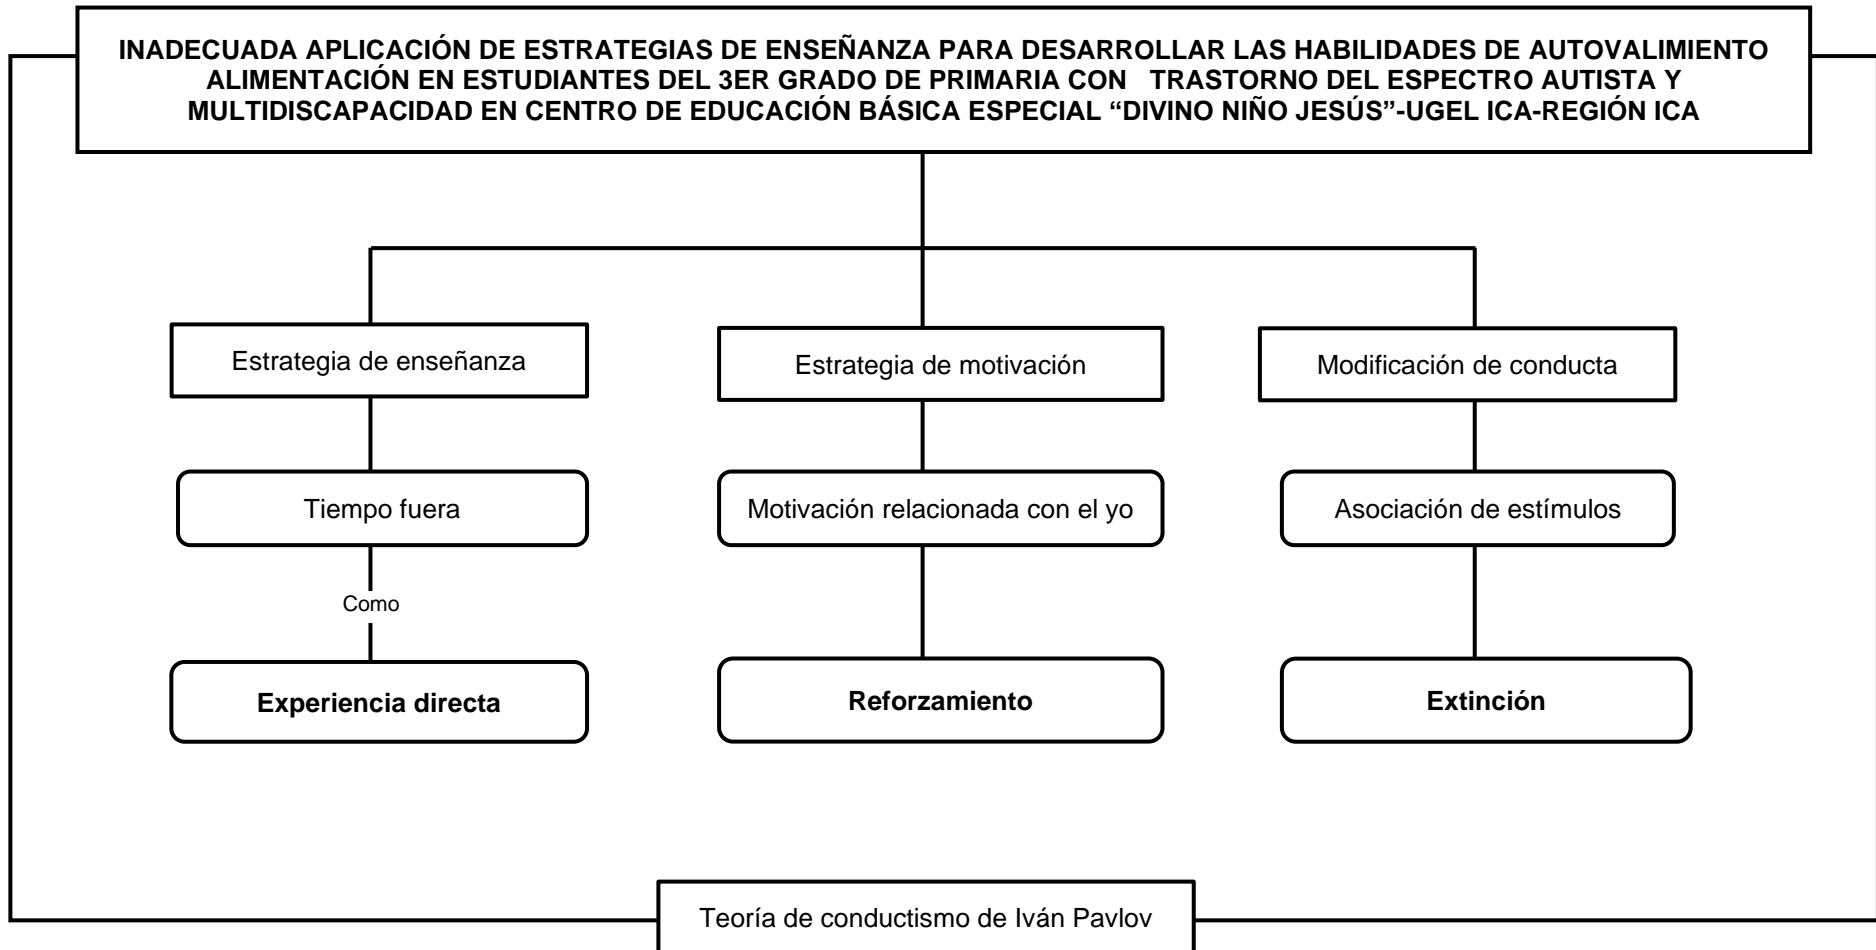 INADECUADA APLICACIÓN DE ESTRATEGIAS DE ENSEÑANZA PARA DESARROLLAR LAS HABILIDADES DE AUTOVALIMIENTO
ALIMENTACIÓN EN ESTUDIANTES DEL 3ER GRADO DE PRIMARIA CON TRASTORNO DEL ESPECTRO AUTISTA Y
MULTIDISCAPACIDAD EN CENTRO DE EDUCACIÓN BÁSICA ESPECIAL “DIVINO NIÑO JESÚS”-UGEL ICA-REGIÓN ICA
Estrategia de enseñanza
Estrategia de motivación
Modificación de conducta
Tiempo fuera
Motivación relacionada con el yo
Asociación de estímulos
Como
Experiencia directa
Reforzamiento
Extinción
Teoría de conductismo de Iván Pavlov